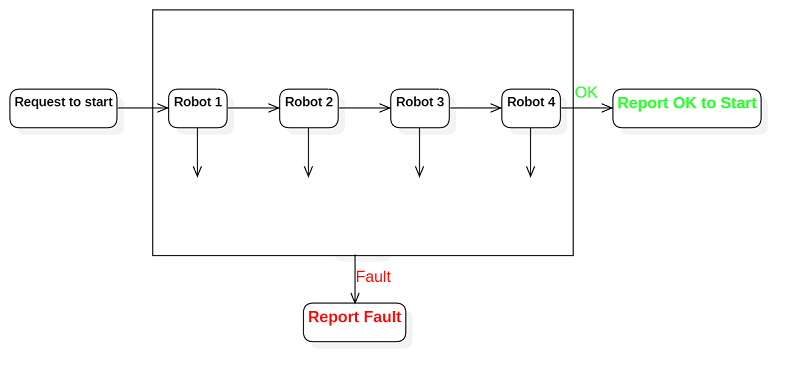 OK
Request to start
Robot 1
Robot 2
Robot 3
Robot 4
Report OK to Start
Fault
Report Fault